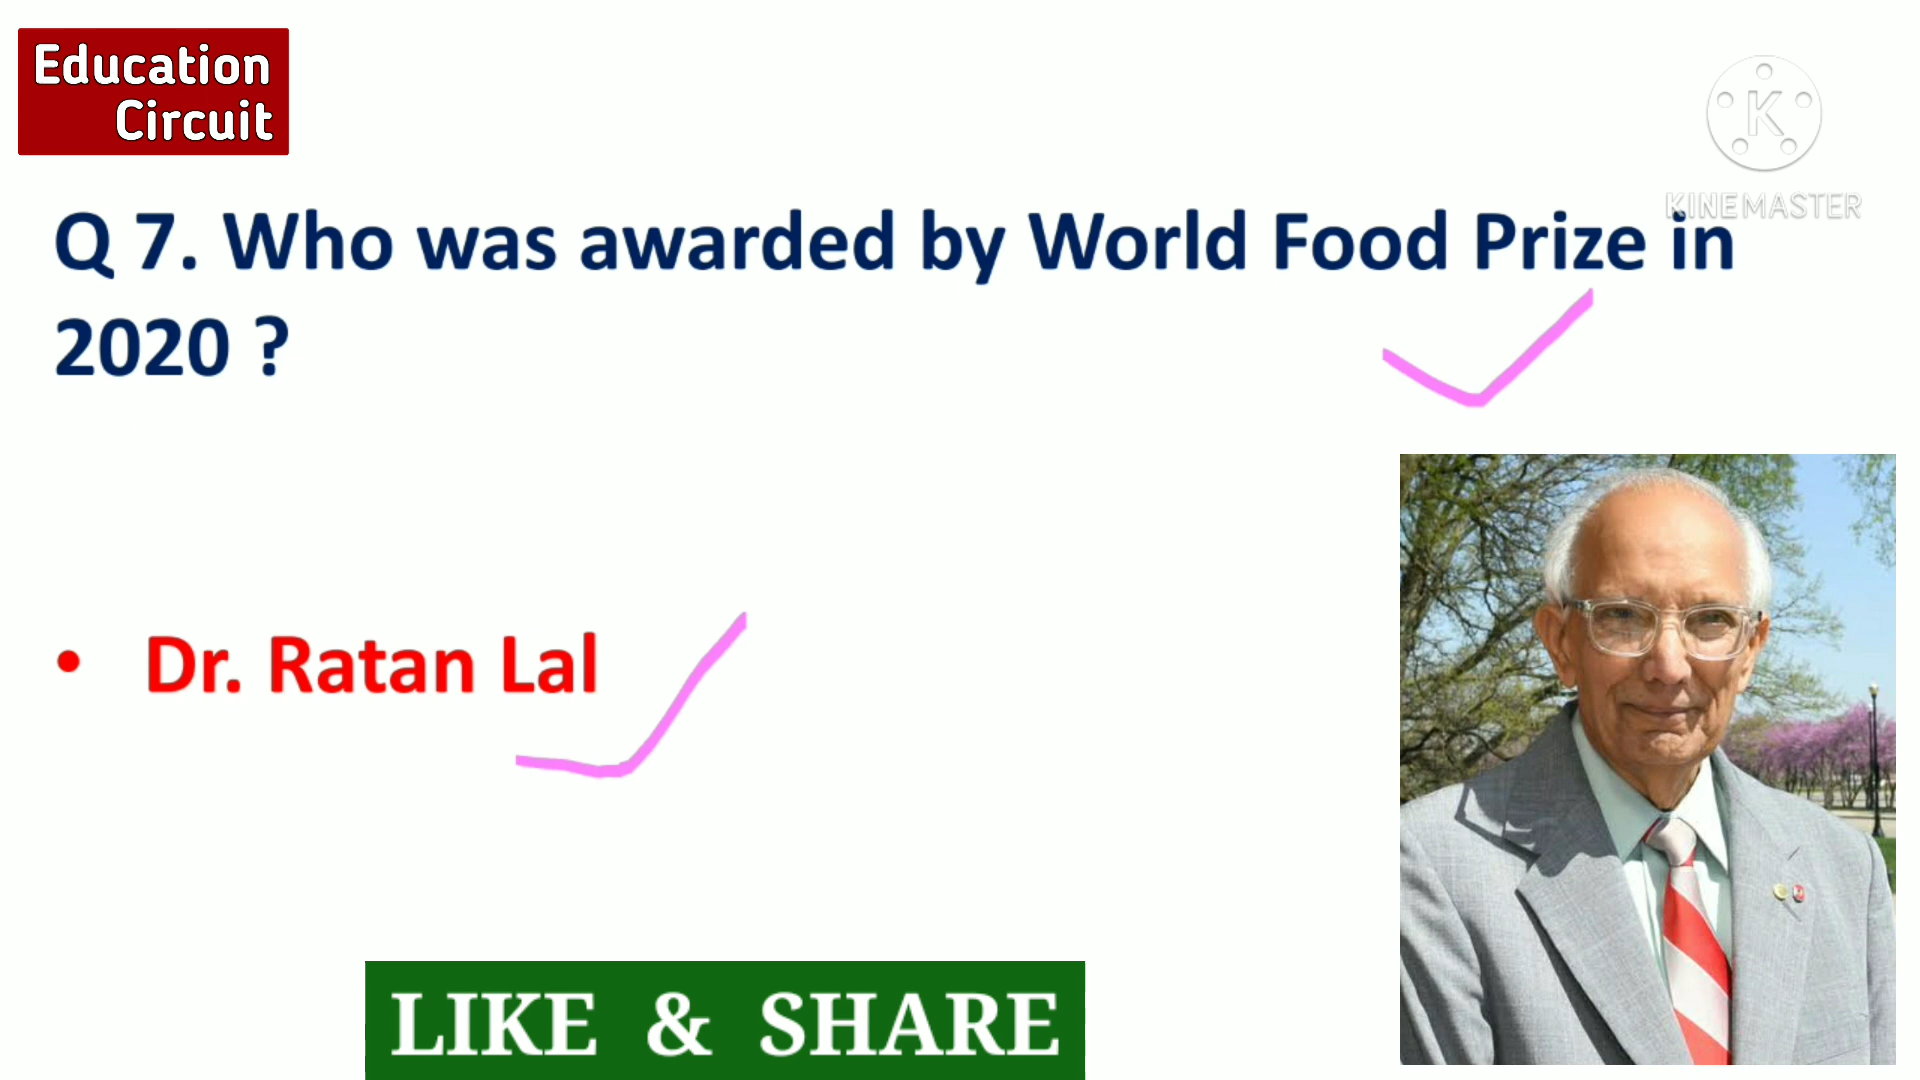 Education
Circuit
K
KINEMASTER
Q 7. Who was awarded by World Food Prize in
2020 ?
• Dr. Ratan Lal
LIKE & SHARE